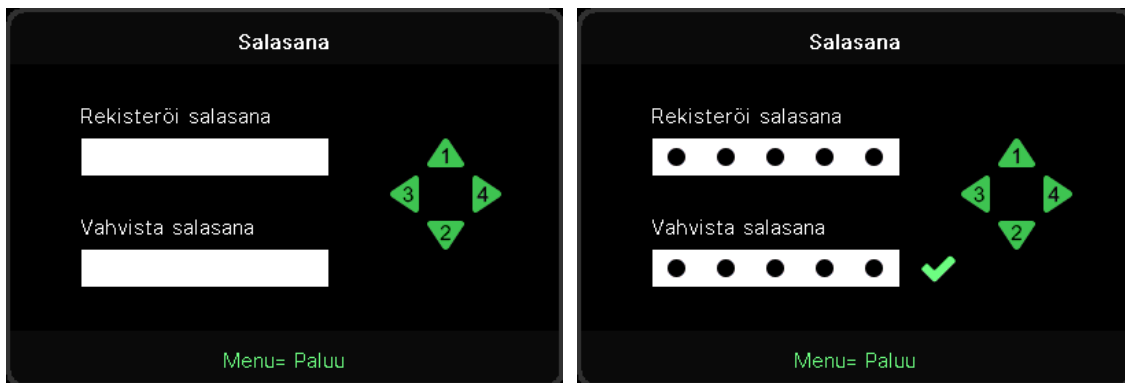 Salasana
Rekisteröi salasana
1
3 4
Vahvista salasana
2
Menu= Paluu
Salasana
Rekisteröi salasana
1
3 4
Vahvista salasana
2
Menu= Paluu